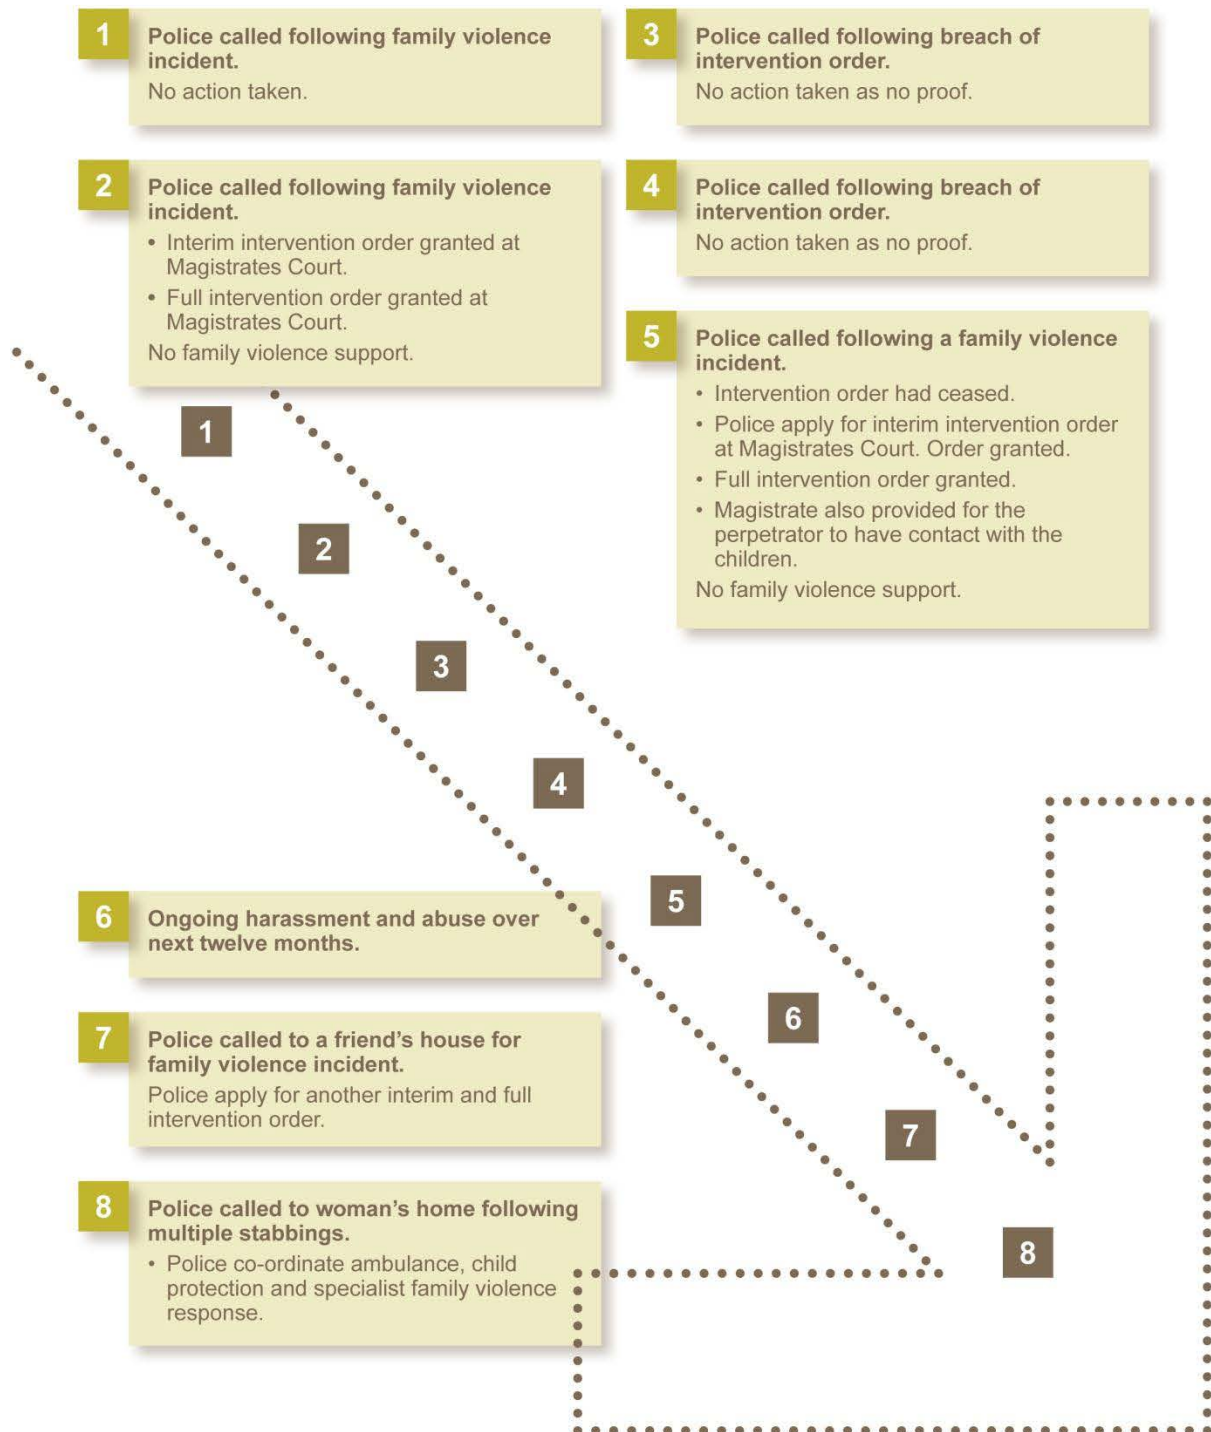 1
Police called following family violence
incident.
No action taken.
2
Police called following family violence
incident.
• Interim intervention order granted at
Magistrates Court.
• Full intervention order granted at
Magistrates Court.
No family violence support.
3
Police called following breach of
intervention order.
No action taken as no proof.
4
Police called following breach of
intervention order.
No action taken as no proof.
5
Police called following a family violence
incident.
• Intervention order had ceased.
• Police apply for interim intervention order
at Magistrates Court. Order granted.
• Full intervention order granted.
• Magistrate also provided for the
perpetrator to have contact with the
children.
No family violence support.
1
2
3
4
5
6
7
8
6
Ongoing harassment and abuse over
next twelve months.
7
Police called to a friend’s house for
family violence incident.
Police apply for another interim and full
intervention order.
8
Police called to woman’s home following
multiple stabbings.
• Police co-ordinate ambulance, child
protection and specialist family violence
response.